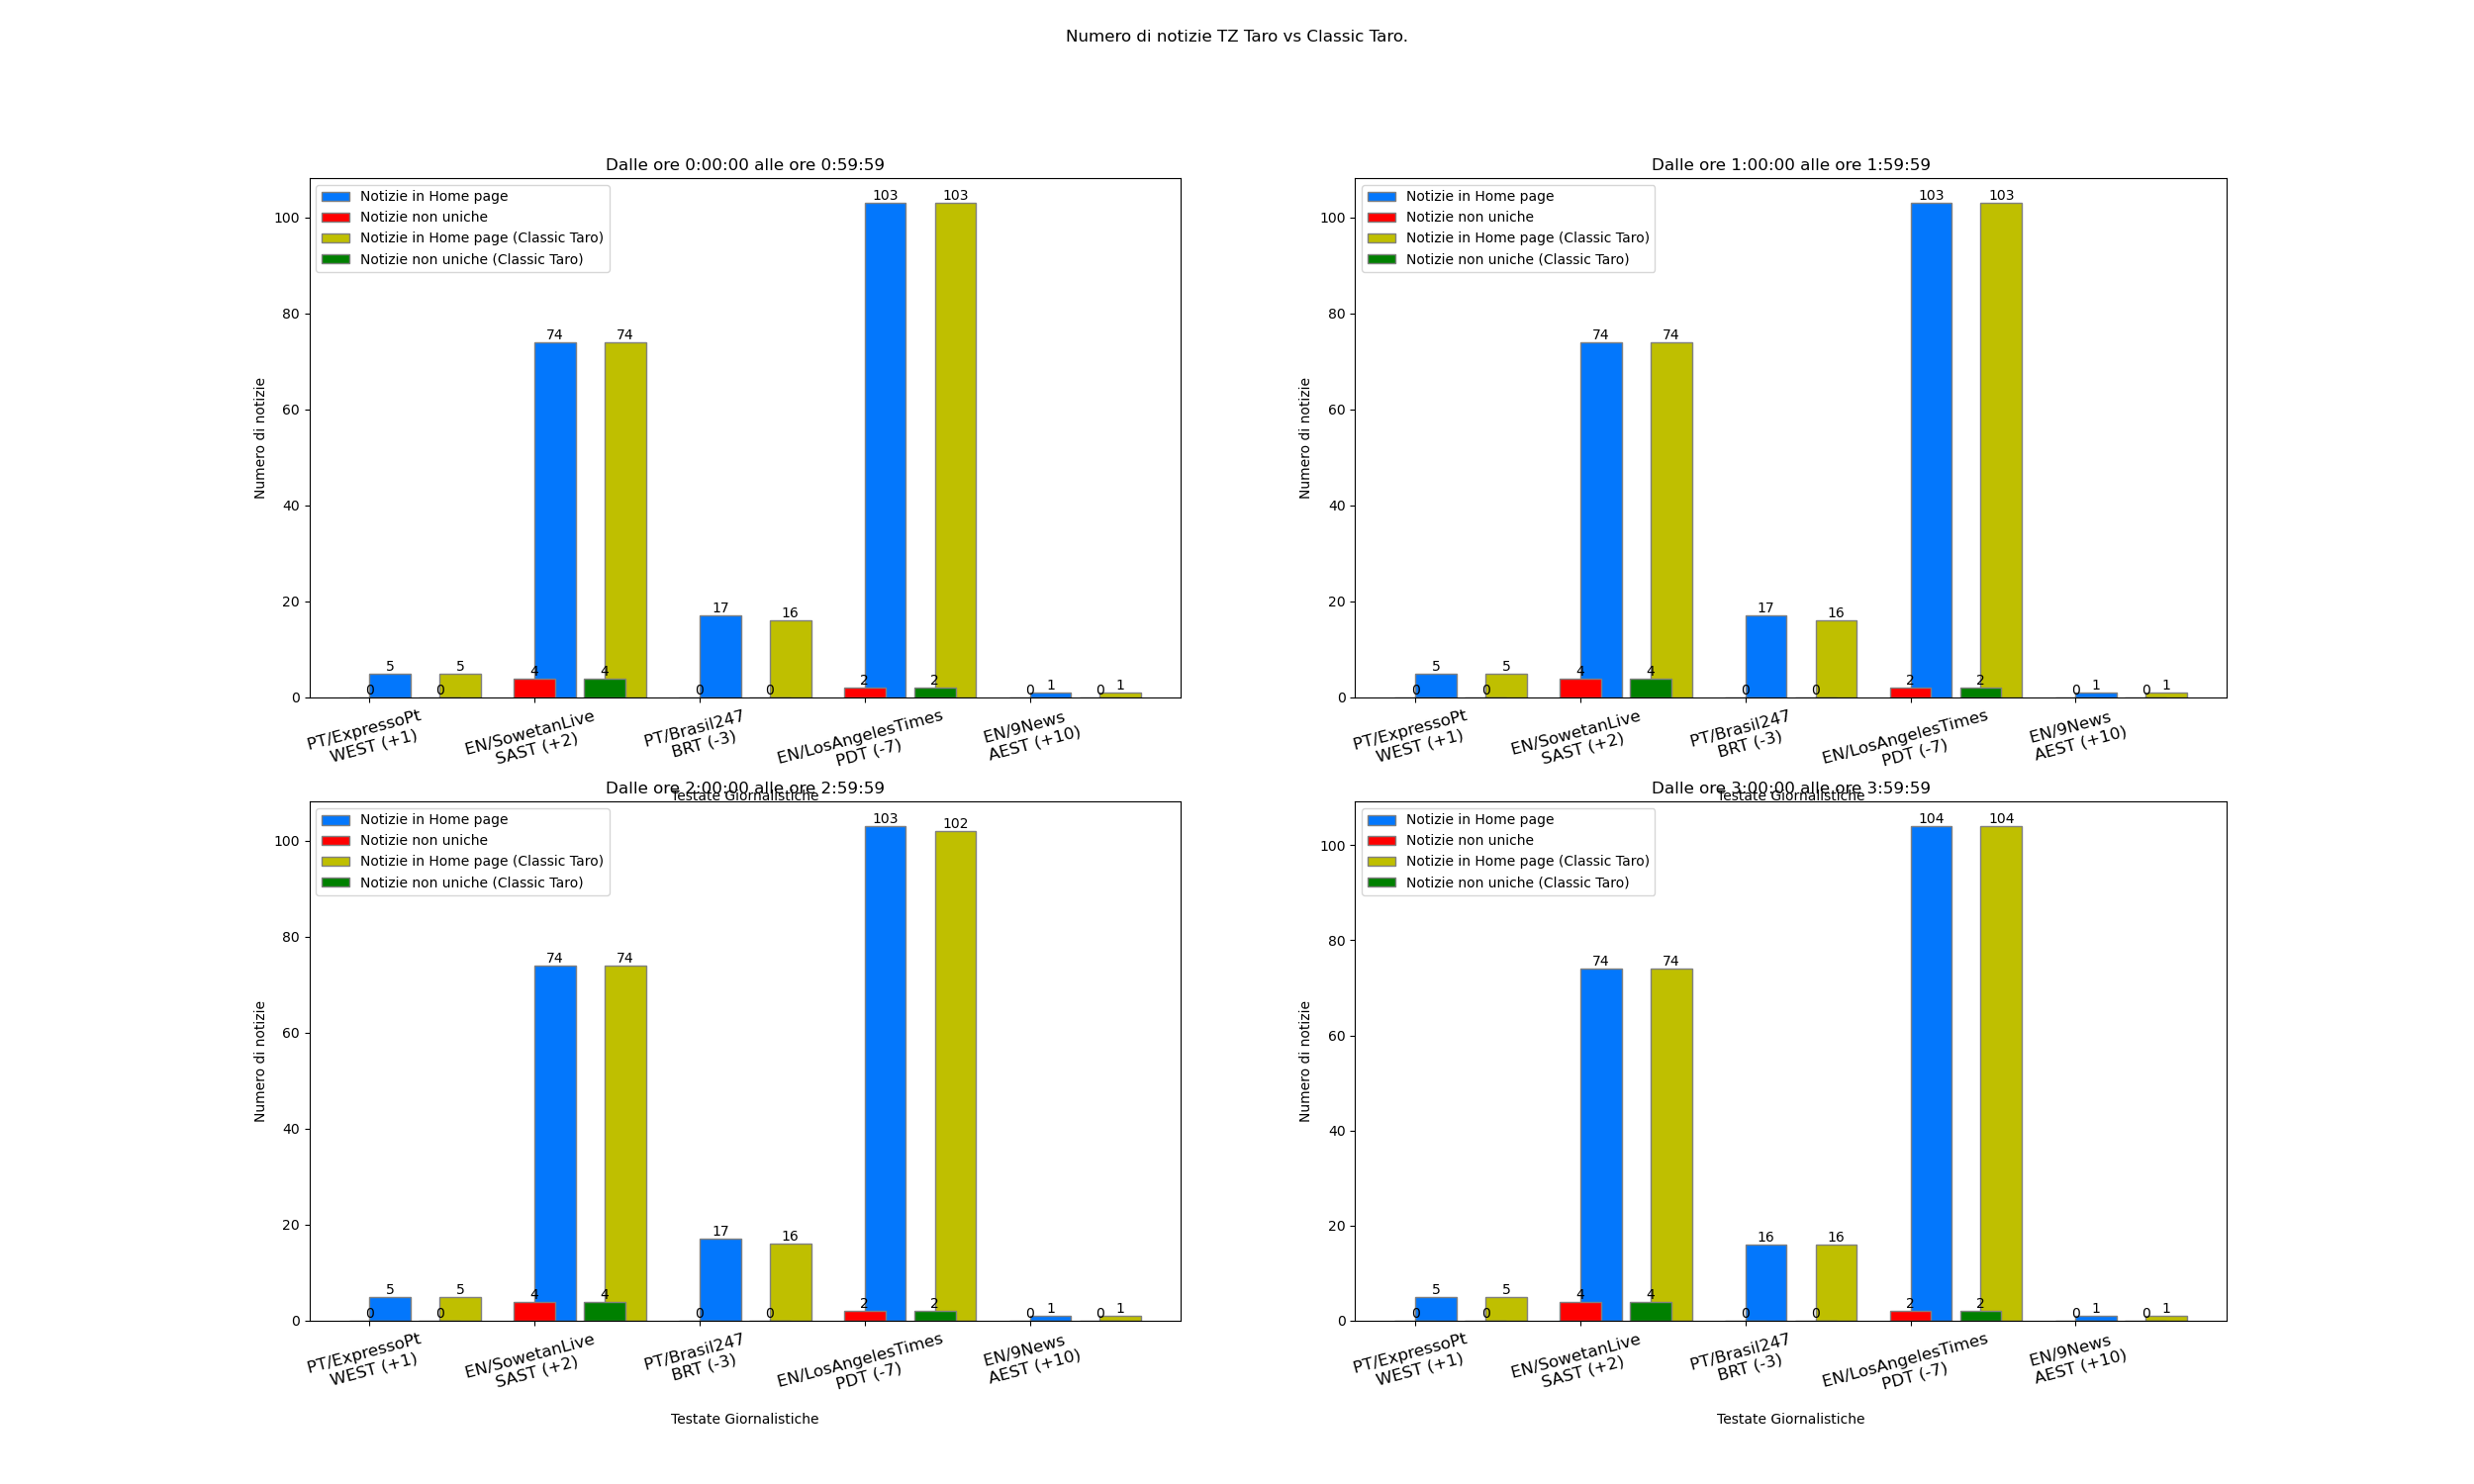 Numero di notizie TZ Taro vs Classic Taro.
Dalle ore 0:00:00 alle ore 0:59:59
Notizie in Home page
Notizie non uniche
Notizie in Home page (Classic Taro)
Notizie non uniche (Classic Taro)
Numero di notizie
100
80
60
40
20
0
5 0 5 0
74 4 74 4
17 0 16 0
103 2 103 2
1 0 1 0
PT/ExpressoPt
WEST (+1)
EN/SowetanLive
SAST (+2)
PT/Brasil247
BRT (-3)
EN/LosAngelesTimes
PDT (-7)
EN/9News
AEST (+10)
Testate Giornalistiche
Dalle ore 1:00:00 alle ore 1:59:59
Notizie in Home page
Notizie non uniche
Notizie in Home page (Classic Taro)
Notizie non uniche (Classic Taro)
Numero di notizie
100
80
60
40
20
0
5 0 5 0
74 4 74 4
17 0 16 0
103 2 103 2
1 0 1 0
PT/ExpressoPt
WEST (+1)
EN/SowetanLive
SAST (+2)
PT/Brasil247
BRT (-3)
EN/LosAngelesTimes
PDT (-7)
EN/9News
AEST (+10)
Testate Giornalistiche
Dalle ore 2:00:00 alle ore 2:59:59
Notizie in Home page
Notizie non uniche
Notizie in Home page (Classic Taro)
Notizie non uniche (Classic Taro)
Numero di notizie
100
80
60
40
20
0
5 0 5 0
74 4 74 4
17 0 16 0
103 2 102 2
1 0 1 0
PT/ExpressoPt
WEST (+1)
EN/SowetanLive
SAST (+2)
PT/Brasil247
BRT (-3)
EN/LosAngelesTimes
PDT (-7)
EN/9News
AEST (+10)
Testate Giornalistiche
Dalle ore 3:00:00 alle ore 3:59:59
Notizie in Home page
Notizie non uniche
Notizie in Home page (Classic Taro)
Notizie non uniche (Classic Taro)
Numero di notizie
100
80
60
40
20
0
5 0 5 0
74 4 74 4
16 0 16 0
104 2 104 2
1 0 1 0
PT/ExpressoPt
WEST (+1)
EN/SowetanLive
SAST (+2)
PT/Brasil247
BRT (-3)
EN/LosAngelesTimes
PDT (-7)
EN/9News
AEST (+10)
Testate Giornalistiche